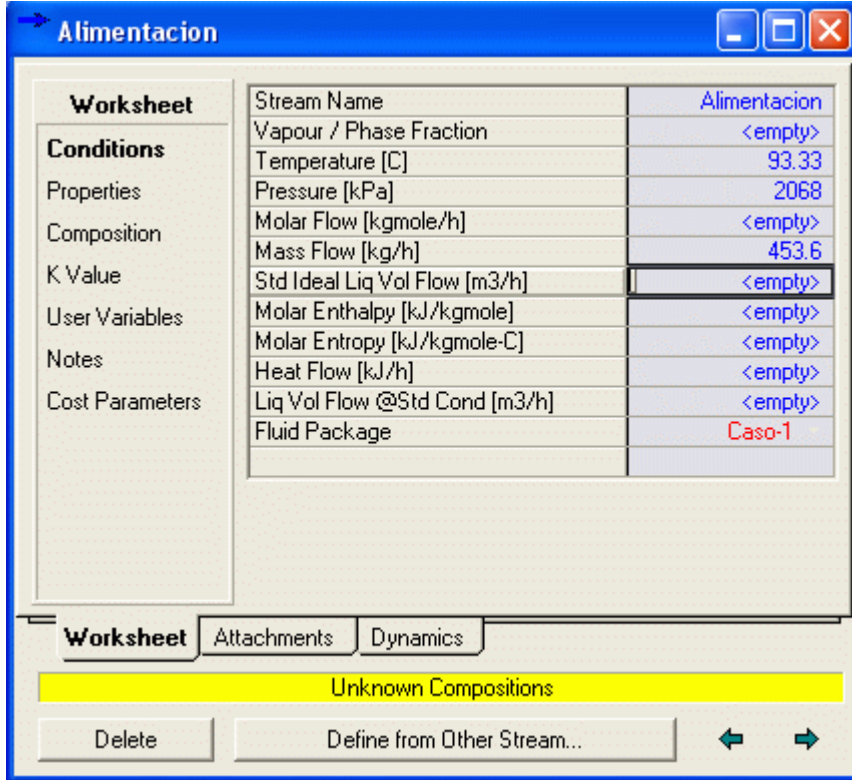 Alimentacion
Worksheet
Conditions
Properties
Composition
K Value
User Variables
Notes
Cost Parameters
Stream Name Alimentacion
Vapour / Phase Fraction <empty>
Temperature [C] 93.33
Pressure [kPa] 2068
Molar Flow [kgmole/h] <empty>
Mass Flow [kg/h] 453.6
Std Ideal Liq Vol Flow [m3/h] <empty>
Molar Enthalpy [kJ/kgmole] <empty>
Molar Entropy [kJ/kgmole-C] <empty>
Heat Flow [kJ/h] <empty>
Liq Vol Flow @Std Cond [m3/h] <empty>
Fluid Package Caso-1
Worksheet Attachments Dynamics
Unknown Compositions
Delete Define from Other Stream...